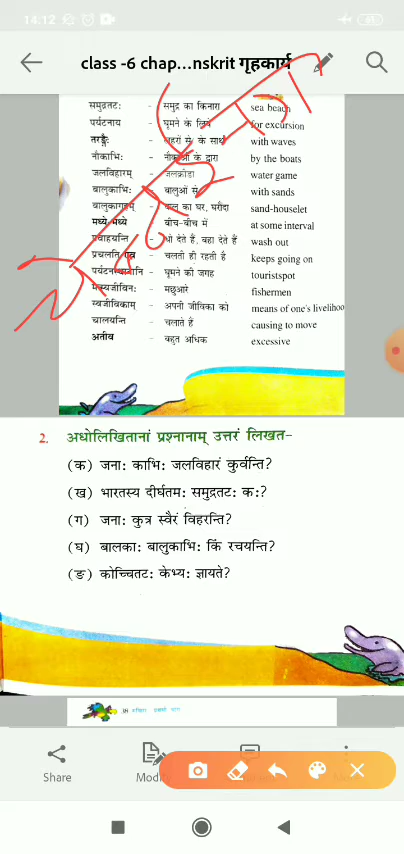 14:12
69
class -6 chap...nskrit गृहकार्य
समुद्रतटः - समुद्र का किनारा sea beach
पर्यटनाय - घूमने के लिये for excursion
तरङ्गैः - लहरों से के साथ with waves
नौकाभिः - नौकाओं के द्वारा by the boats
जलविहारम् - जलक्रीडा water game
बालुकाभिः - बालुओं से with sands
बालुकागृहम् - का घर, घरौंदा sand-houselet
मध्ये मध्ये बीच-बीच में at some interval
प्रवाहयन्ति - धो देते हैं, वहा देते हैं wash out
प्रचलति एव - चलती ही रहती है keeps going on
पर्यटनस्थानानि - घूमने की जगह touristspot
मत्स्यजीविनः - मछुआरे fishermen
स्वजीविकाम् - अपनी जीविका को means of one's livelihoo
चालयन्ति - चलाते हैं causing to move
अतीव - बहुत अधिक excessive
2. अधोलिखितानां प्रश्नानाम् उत्तरं लिखत-
(क) जनाः काभिः जलविहारं कुर्वन्ति?
(ख) भारतस्य दीर्घतमः समुद्रतटः कः?
(ग) जनाः कुत्र स्वैरं विहरन्ति?
(घ) बालकाः बालुकाभिः किं रचयन्ति?
(ङ) कोच्चितटः केभ्यः ज्ञायते?
Share